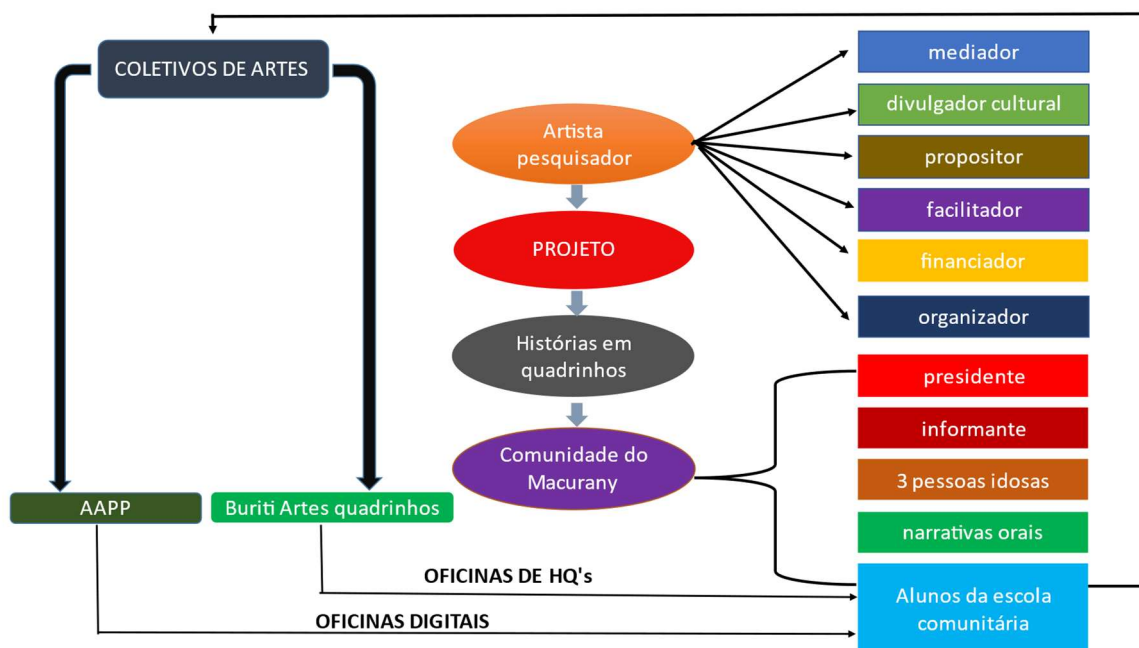 COLETIVOS DE ARTES
AAPP
Buriti Artes quadrinhos
OFICINAS DE HQ's
OFICINAS DIGITAIS
Artista
pesquisador
PROJETO
Histórias em
quadrinhos
Comunidade do
Macurany
mediador
divulgador cultural
propositor
facilitador
financiador
organizador
presidente
informante
3 pessoas idosas
narrativas orais
Alunos da escola
comunitária